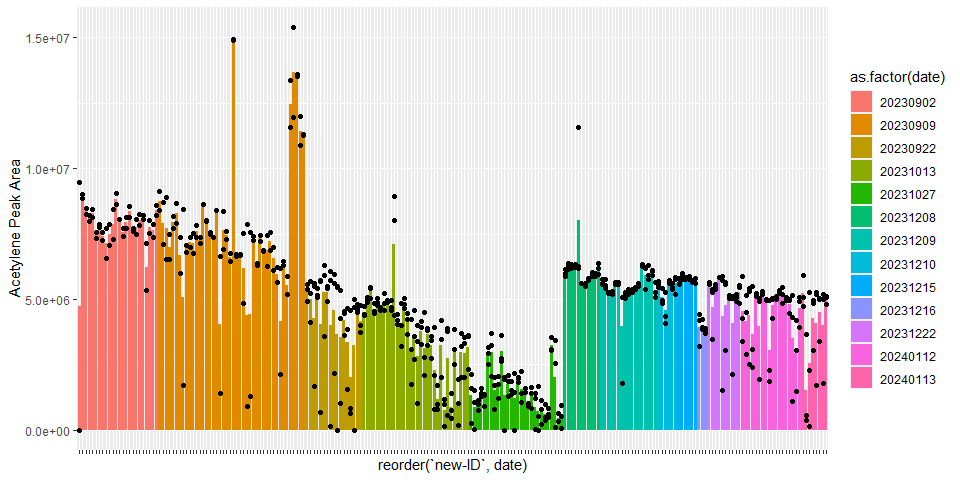 1.5e+07
1.0e+07
5.0e+06
0.0e+00
Acetylene Peak Area
reorder(`new-ID`, date)
as.factor(date)
20230902
20230909
20230922
20231013
20231027
20231208
20231209
20231210
20231215
20231216
20231222
20240112
20240113